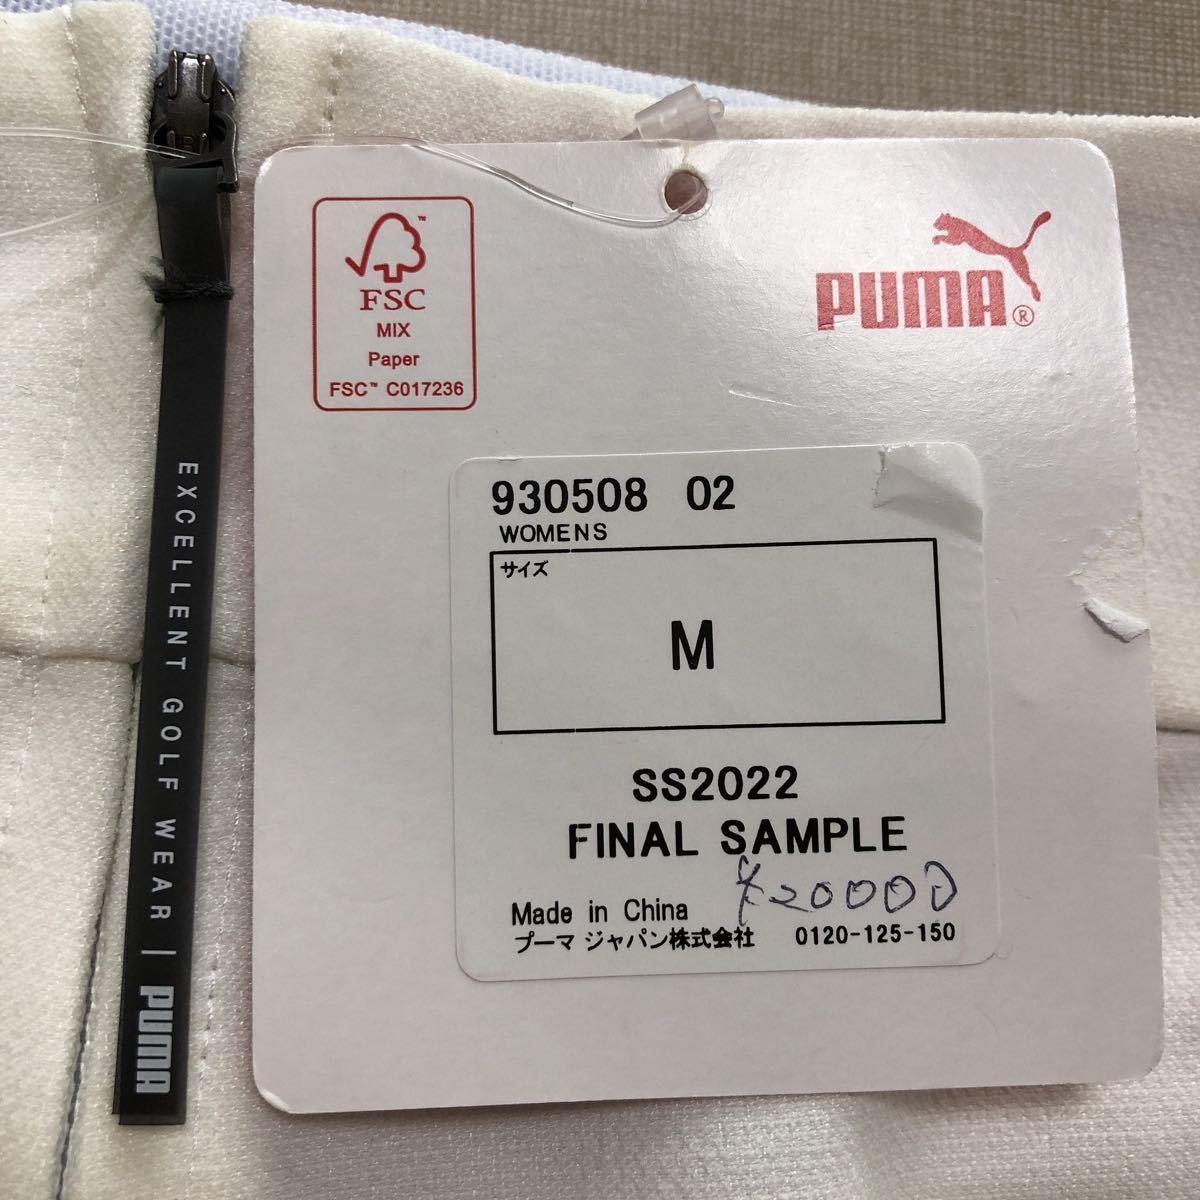 FSC™
MIX
Paper
FSC™ C017236
PUMA®
930508 02
WOMENS
サイズ
M
SS2022
FINAL SAMPLE
¥20000
Made in China
プーマ ジャパン株式会社 0120-125-150
EXCELLENT GOLF WEAR | PUMA